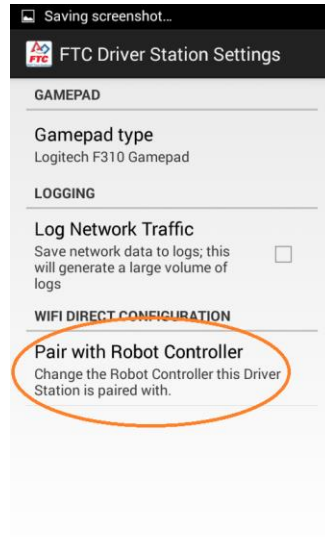 Saving screenshot...
FTC
FTC Driver Station Settings
GAMEPAD
Gamepad type
Logitech F310 Gamepad
LOGGING
Log Network Traffic
Save network data to logs; this
will generate a large volume of
logs
WIFI DIRECT CONFIGURATION
Pair with Robot Controller
Change the Robot Controller this Driver
Station is paired with.